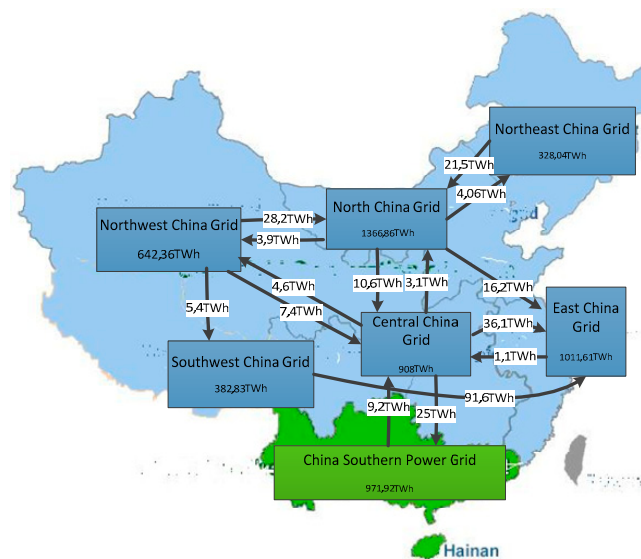 Northeast China Grid
328,04TWh
21,5TWh
4,06TWh
North China Grid
1366,86TWh
Northwest China Grid
642,36TWh
28,2TWh
3,9TWh
10,6TWh
3,1TWh
16,2TWh
4,6TWh
7,4TWh
5,4TWh
Central China
Grid
908TWh
36,1TWh
1,1TWh
East China
Grid
1011,61TWh
Southwest China Grid
382,83TWh
91,6TWh
9,2TWh
25TWh
China Southern Power Grid
971,92TWh
Hainan